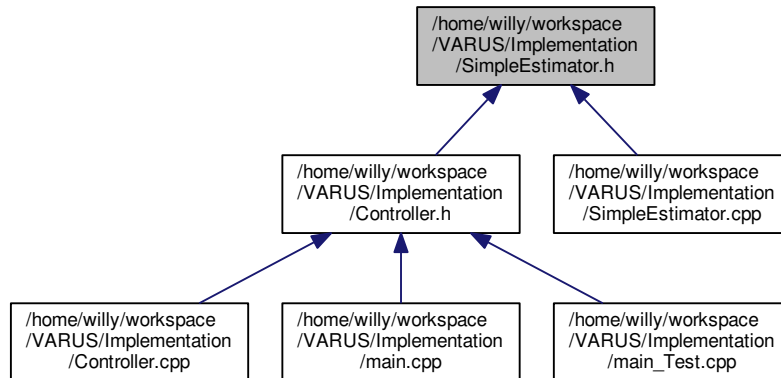 /home/willy/workspace
/VARUS/Implementation
/SimpleEstimator.h
/home/willy/workspace
/VARUS/Implementation
/Controller.h
/home/willy/workspace
/VARUS/Implementation
/SimpleEstimator.cpp
/home/willy/workspace
/VARUS/Implementation
/Controller.cpp
/home/willy/workspace
/VARUS/Implementation
/main.cpp
/home/willy/workspace
/VARUS/Implementation
/main_Test.cpp